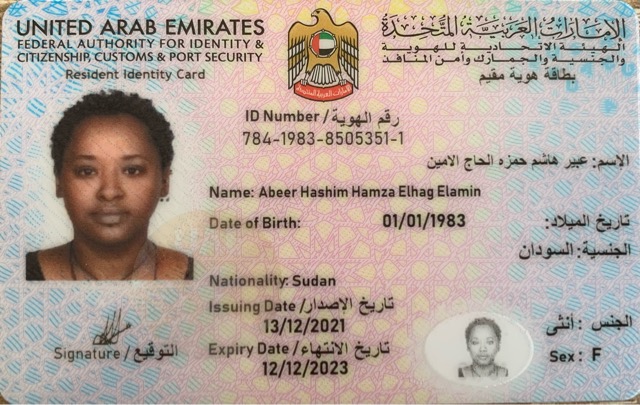 UNITED ARAB EMIRATES
FEDERAL AUTHORITY FOR IDENTITY &
CITIZENSHIP, CUSTOMS & PORT SECURITY
Resident Identity Card
الإمارات العربية المتحدة
الهيئة الاتحادية للهوية
والجنسية والجمارك وأمن المنافذ
بطاقة هوية مقيم
ID Number / رقم الهوية
784-1983-8505351-1
الإسم: عبير هاشم حمزه الحاج الامين
Name: Abeer Hashim Hamza Elhag Elamin
Date of Birth: 01/01/1983 تاريخ الميلاد:
الجنسية: السودان
Nationality: Sudan
Issuing Date / تاريخ الإصدار
13/12/2021
Expiry Date / تاريخ الانتهاء
12/12/2023
الجنس : أنثى
Sex : F
Signature / التوقيع